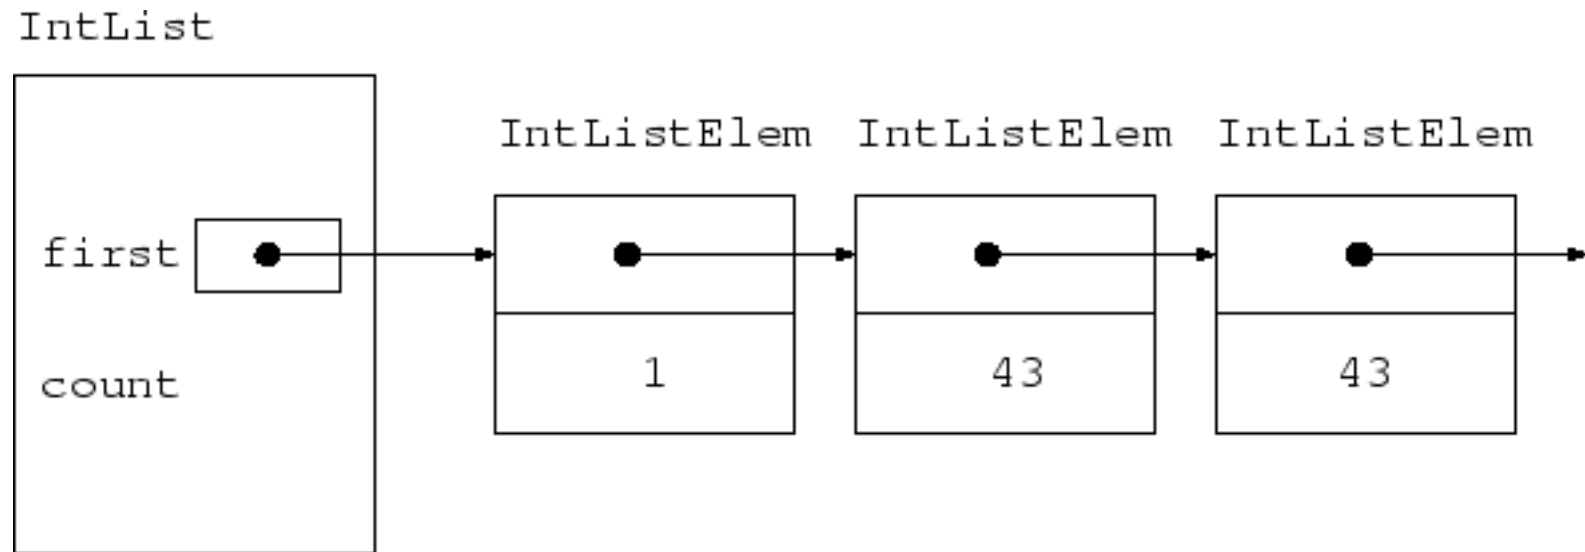 IntList
IntListElem IntListElem IntListElem
first
1 43 43
count